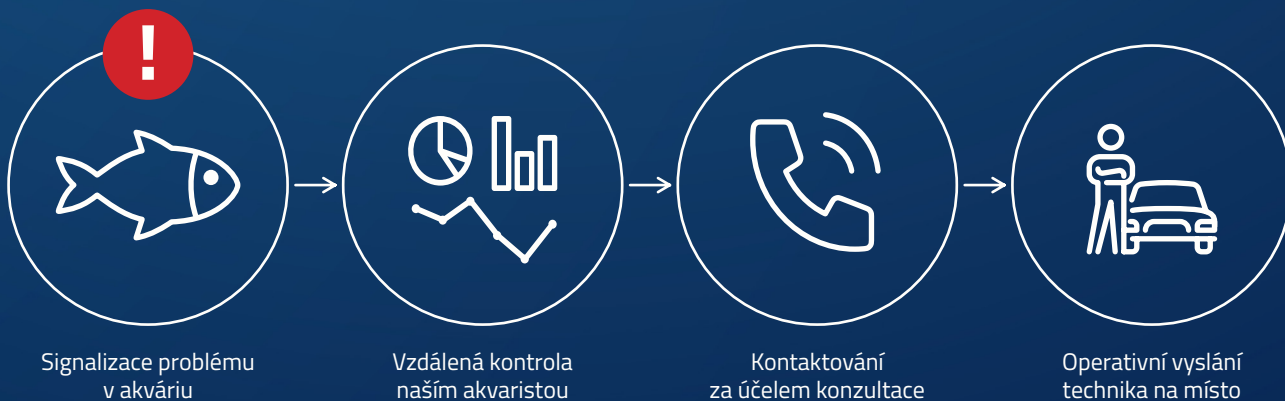 !
Signalizace problému
v akváriu
Vzdálená kontrola
naším akvaristou
Kontaktování
za účelem konzultace
Operativní vyslání
technika na místo